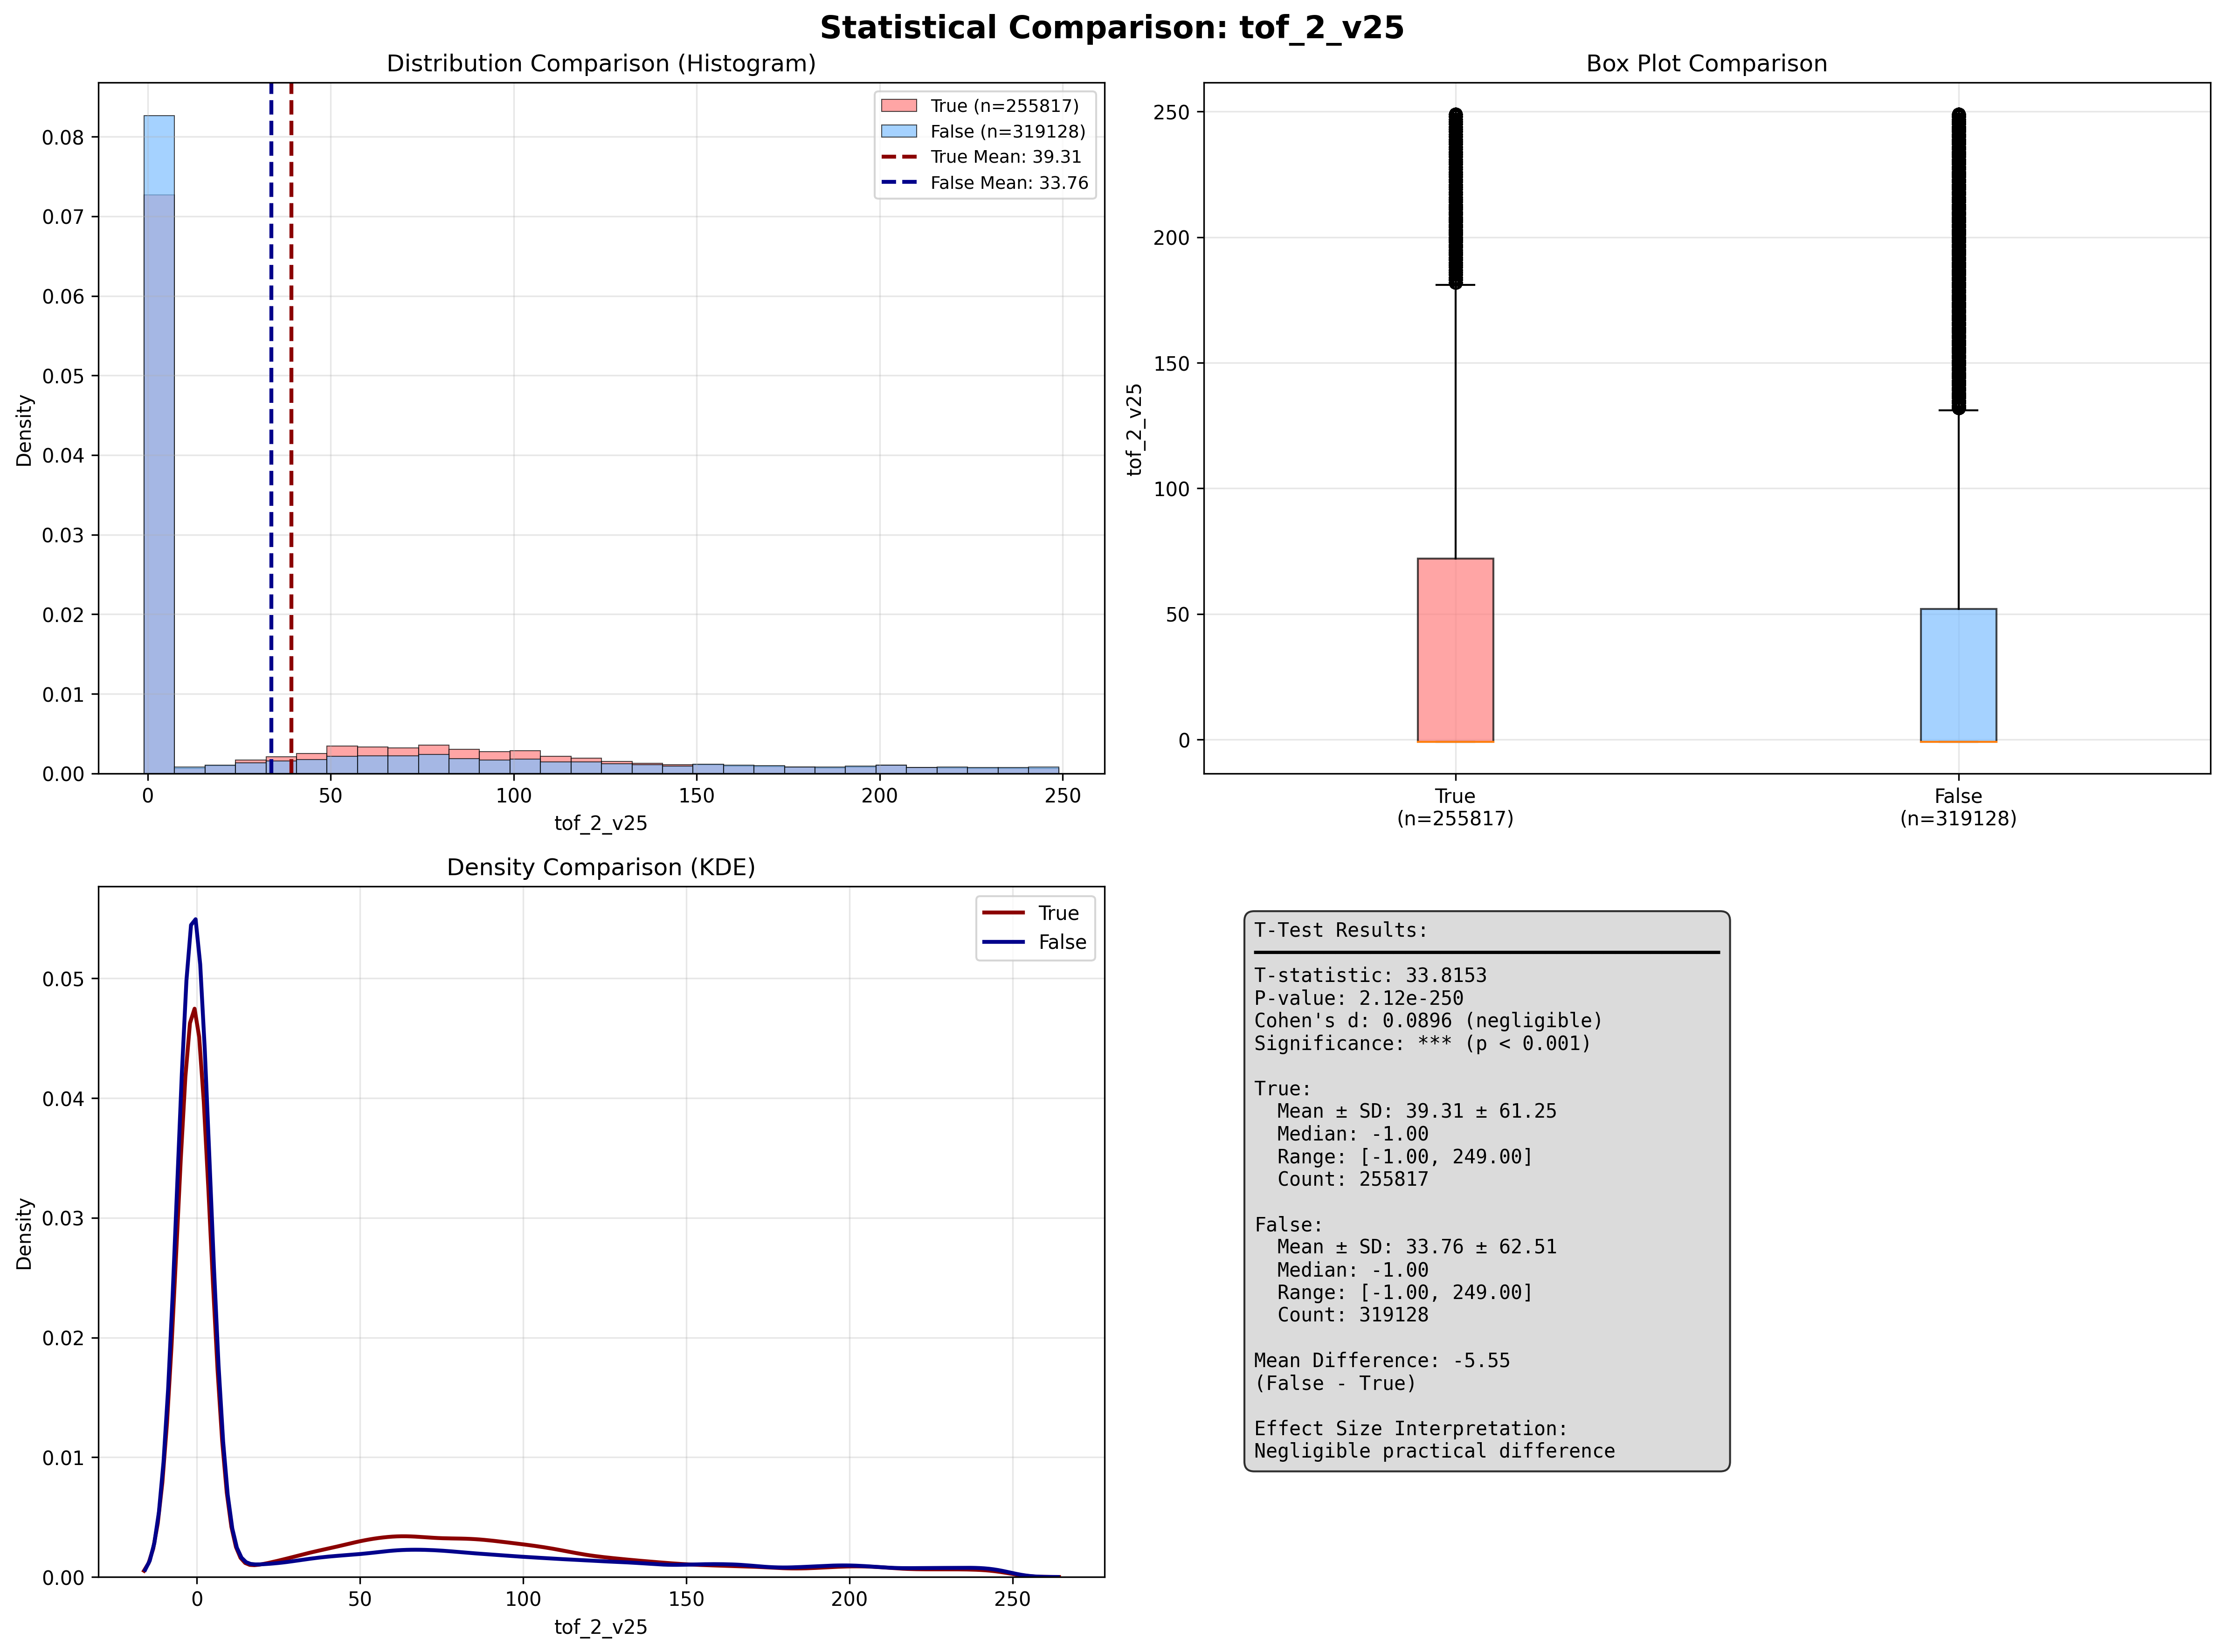 Statistical Comparison: tof_2_v25
Distribution Comparison (Histogram)
Density
0.08
0.07
0.06
0.05
0.04
0.03
0.02
0.01
0.00
0 50 100 150 200 250
tof_2_v25
True (n=255817)
False (n=319128)
True Mean: 39.31
False Mean: 33.76
Box Plot Comparison
tof_2_v25
250
200
150
100
50
0
True
(n=255817)
False
(n=319128)
Density Comparison (KDE)
Density
0.05
0.04
0.03
0.02
0.01
0.00
0 50 100 150 200 250
tof_2_v25
True
False
T-Test Results:
T-statistic: 33.8153
P-value: 2.12e-250
Cohen's d: 0.0896 (negligible)
Significance: *** (p < 0.001)
True:
Mean ± SD: 39.31 ± 61.25
Median: -1.00
Range: [-1.00, 249.00]
Count: 255817
False:
Mean ± SD: 33.76 ± 62.51
Median: -1.00
Range: [-1.00, 249.00]
Count: 319128
Mean Difference: -5.55
(False - True)
Effect Size Interpretation:
Negligible practical difference